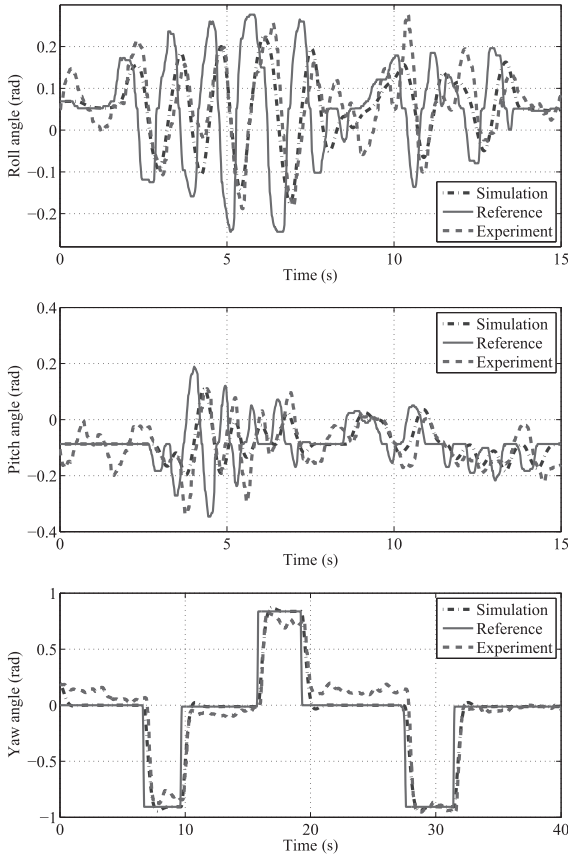 Roll angle (rad)
0.2
0.1
0
−0.1
−0.2
Simulation
Reference
Experiment
0 5 10 15
Time (s)
Pitch angle (rad)
0.4
0.2
0
−0.2
−0.4
Simulation
Reference
Experiment
0 5 10 15
Time (s)
Yaw angle (rad)
1
0.5
0
−0.5
−1
Simulation
Reference
Experiment
0 10 20 30 40
Time (s)